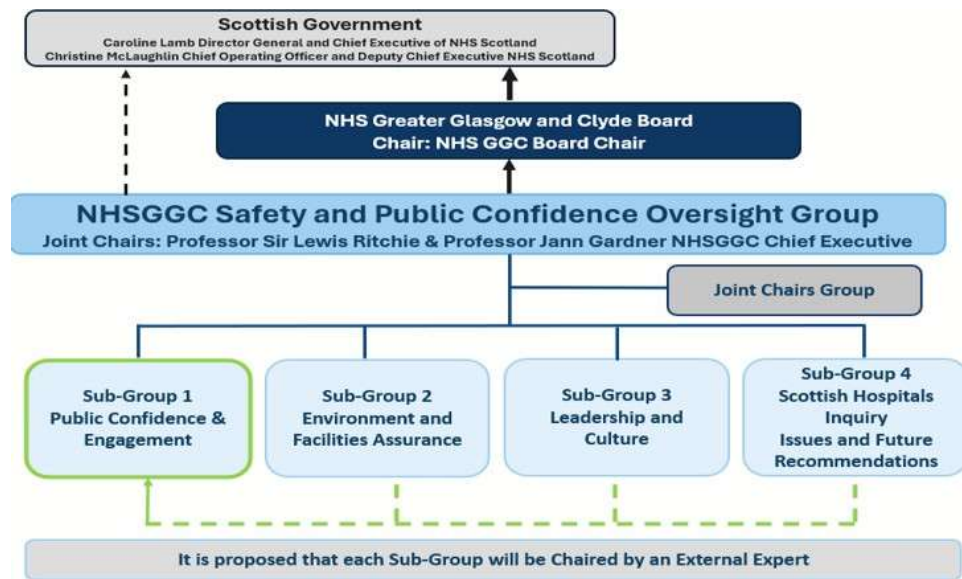 Scottish Government
Caroline Lamb Director General and Chief Executive of NHS Scotland
Christine McLaughlin Chief Operating Officer and Deputy Chief Executive NHS Scotland
NHS Greater Glasgow and Clyde Board
Chair: NHS GGC Board Chair
NHSGGC Safety and Public Confidence Oversight Group
Joint Chairs: Professor Sir Lewis Ritchie & Professor Jann Gardner NHSGGC Chief Executive
Joint Chairs Group
Sub-Group 1
Public Confidence &
Engagement
Sub-Group 2
Environment and
Facilities Assurance
Sub-Group 3
Leadership and
Culture
Sub-Group 4
Scottish Hospitals
Inquiry
Issues and Future
Recommendations
It is proposed that each Sub-Group will be Chaired by an External Expert